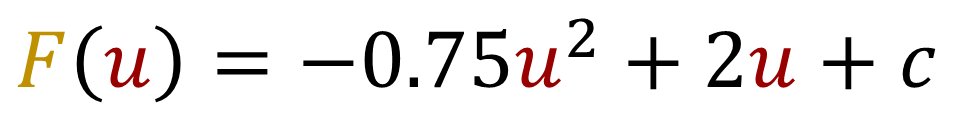 F(u) = −0.75u² + 2u + c